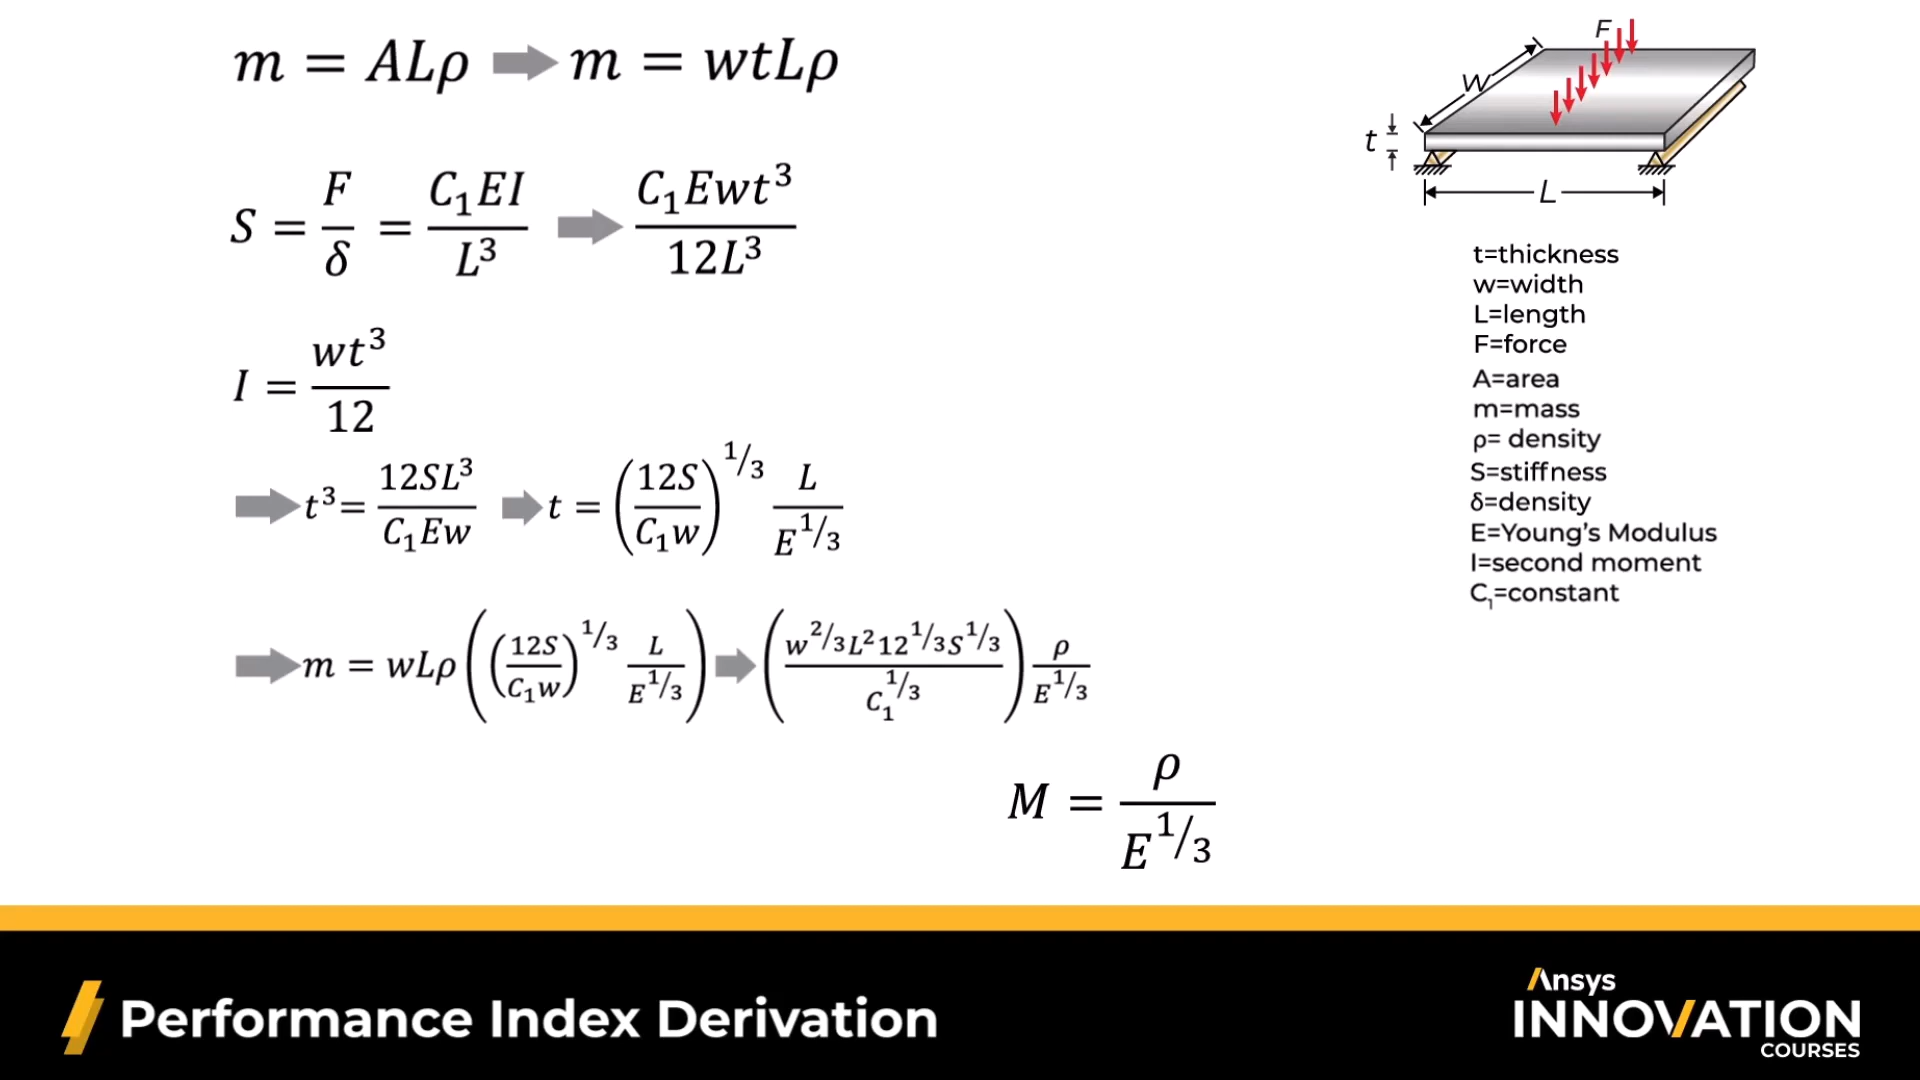 m = ALρ ➡ m = wtLρ
S = F/δ = C₁EI/L³ ➡ C₁Ewt³/12L³
I = wt³/12
➡ t³= 12SL³/C₁Ew ➡ t = (12S/C₁w)^1/3 L/E^1/3
➡ m = wLρ((12S/C₁w)^1/3 L/E^1/3) ➡ (w^2/3 L² 12^1/3 S^1/3/C₁^1/3) ρ/E^1/3
M = ρ/E^1/3
F
W
t
L
t=thickness
w=width
L=length
F=force
A=area
m=mass
ρ= density
S=stiffness
δ=density
E=Young's Modulus
I=second moment
C₁=constant
Performance Index Derivation
Ansys
INNOVATION
COURSES